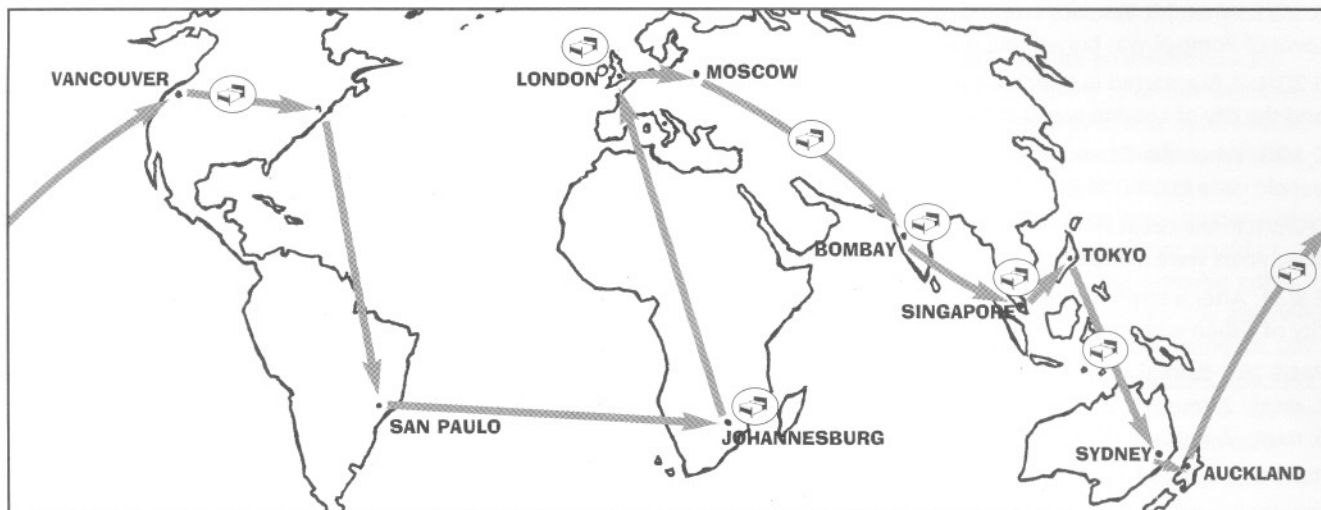 VANCOUVER
LONDON
MOSCOW
BOMBAY
TOKYO
SINGAPORE
SAN PAULO
JOHANNESBURG
SYDNEY
AUCKLAND